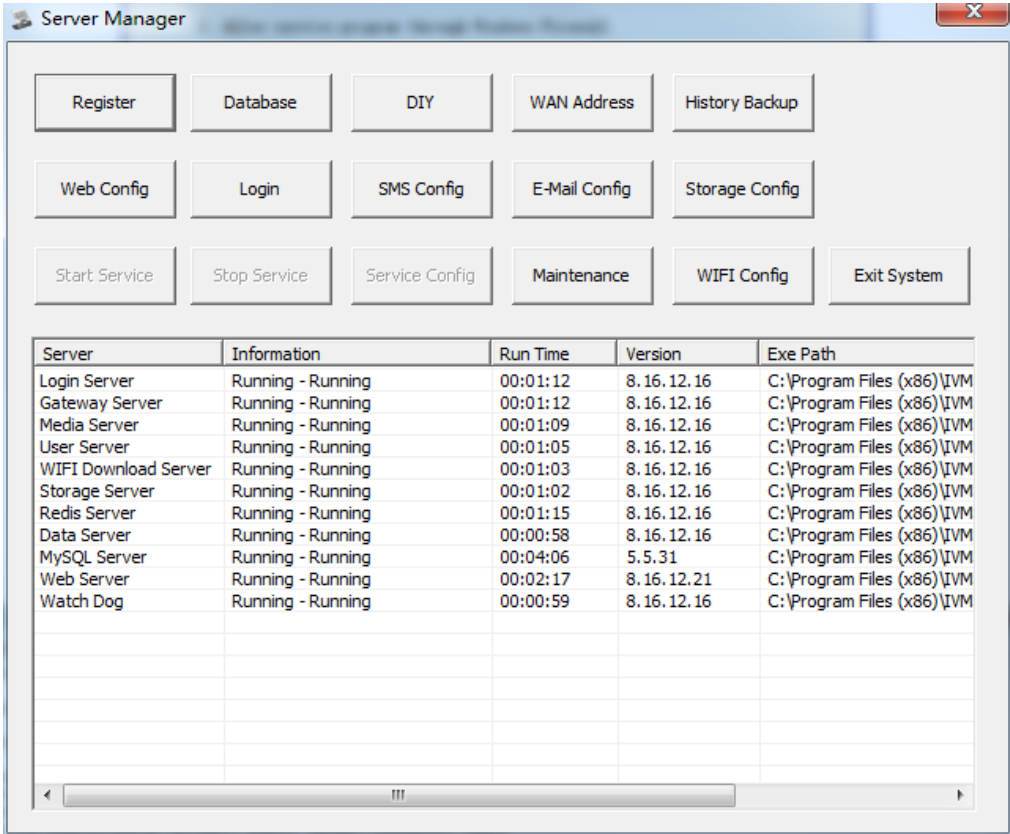 Server Manager
Register Database DIY WAN Address History Backup
Web Config Login SMS Config E-Mail Config Storage Config
Start Service Stop Service Service Config Maintenance WIFI Config Exit System
Server Information Run Time Version Exe Path
Login Server Running - Running 00:01:12 8.16.12.16 C:\Program Files (x86)\IVM
Gateway Server Running - Running 00:01:12 8.16.12.16 C:\Program Files (x86)\IVM
Media Server Running - Running 00:01:09 8.16.12.16 C:\Program Files (x86)\IVM
User Server Running - Running 00:01:05 8.16.12.16 C:\Program Files (x86)\IVM
WIFI Download Server Running - Running 00:01:03 8.16.12.16 C:\Program Files (x86)\IVM
Storage Server Running - Running 00:01:02 8.16.12.16 C:\Program Files (x86)\IVM
Redis Server Running - Running 00:01:15 8.16.12.16 C:\Program Files (x86)\IVM
Data Server Running - Running 00:00:58 8.16.12.16 C:\Program Files (x86)\IVM
MySQL Server Running - Running 00:04:06 5.5.31 C:\Program Files (x86)\IVM
Web Server Running - Running 00:02:17 8.16.12.21 C:\Program Files (x86)\IVM
Watch Dog Running - Running 00:00:59 8.16.12.16 C:\Program Files (x86)\IVM